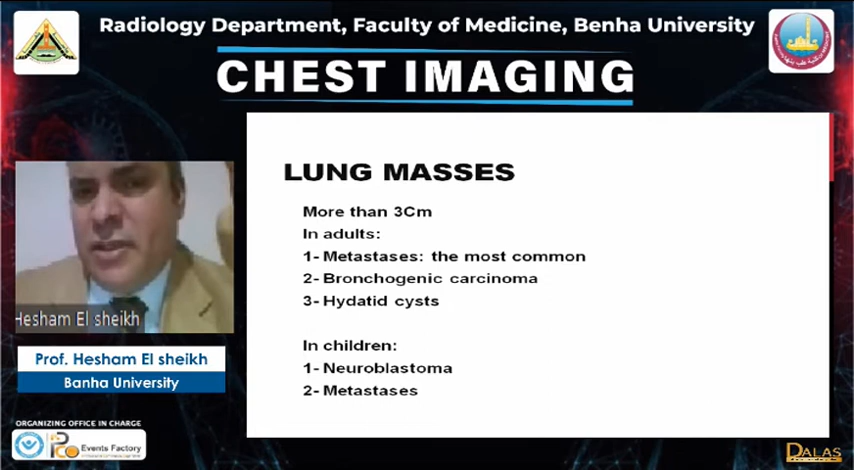 Radiology Department, Faculty of Medicine, Benha University
CHEST IMAGING
LUNG MASSES
More than 3Cm
In adults:
1- Metastases: the most common
2- Bronchogenic carcinoma
3- Hydatid cysts
In children:
1- Neuroblastoma
2- Metastases
Hesham El sheikh
Prof. Hesham El sheikh
Banha University
ORGANIZING OFFICE IN CHARGE
Events Factory
DALAS